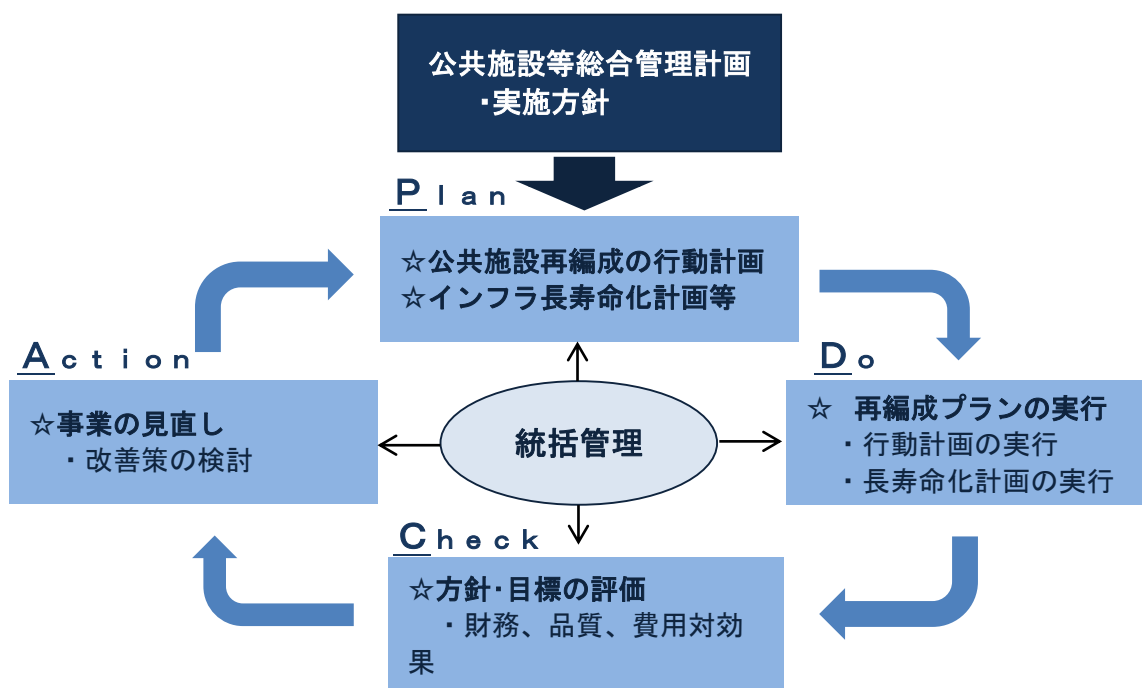 公共施設等総合管理計画
・実施方針
Ｐｌａｎ
☆公共施設再編成の行動計画
☆インフラ長寿命化計画等
Ａｃｔｉｏｎ
☆事業の見直し
・改善策の検討
統括管理
Ｄｏ
☆　再編成プランの実行
・行動計画の実行
・長寿命化計画の実行
Ｃｈｅｃｋ
☆方針・目標の評価
・財務、品質、費用対効
果